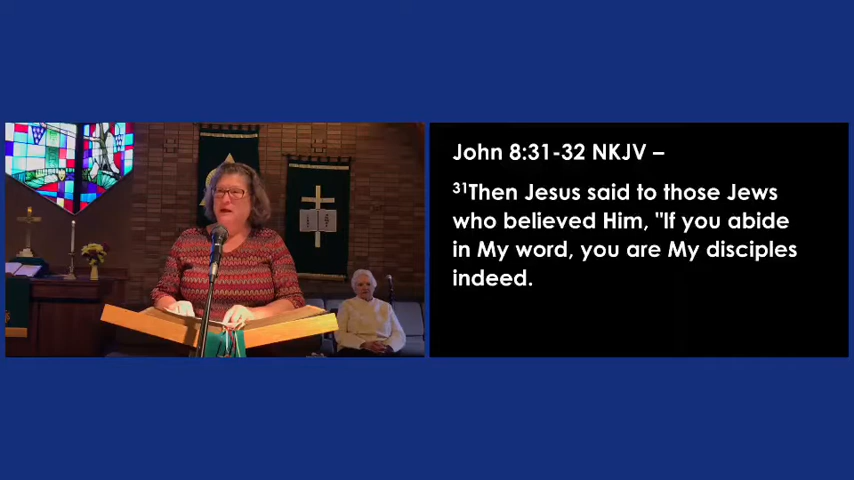 John 8:31-32 NKJV –
31Then Jesus said to those Jews
who believed Him, "If you abide
in My word, you are My disciples
indeed.